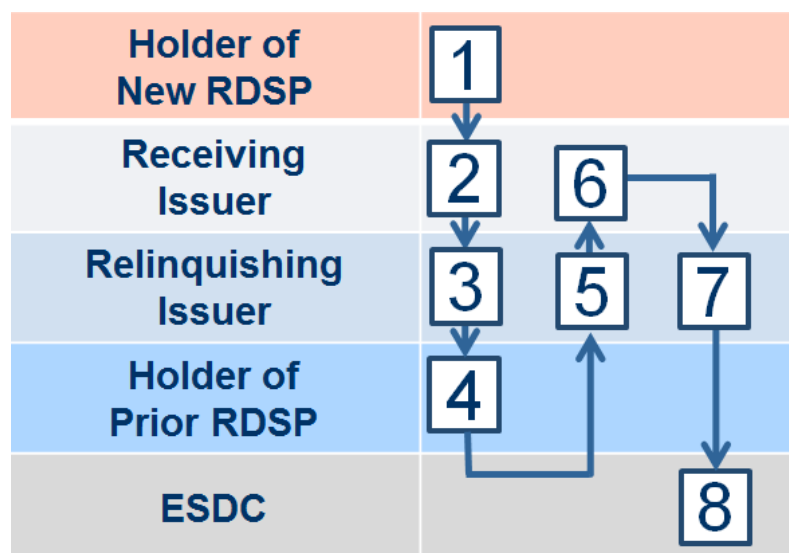 Holder of
New RDSP
1
Receiving
Issuer
2
6
Relinquishing
Issuer
3
5
7
Holder of
Prior RDSP
4
ESDC
8